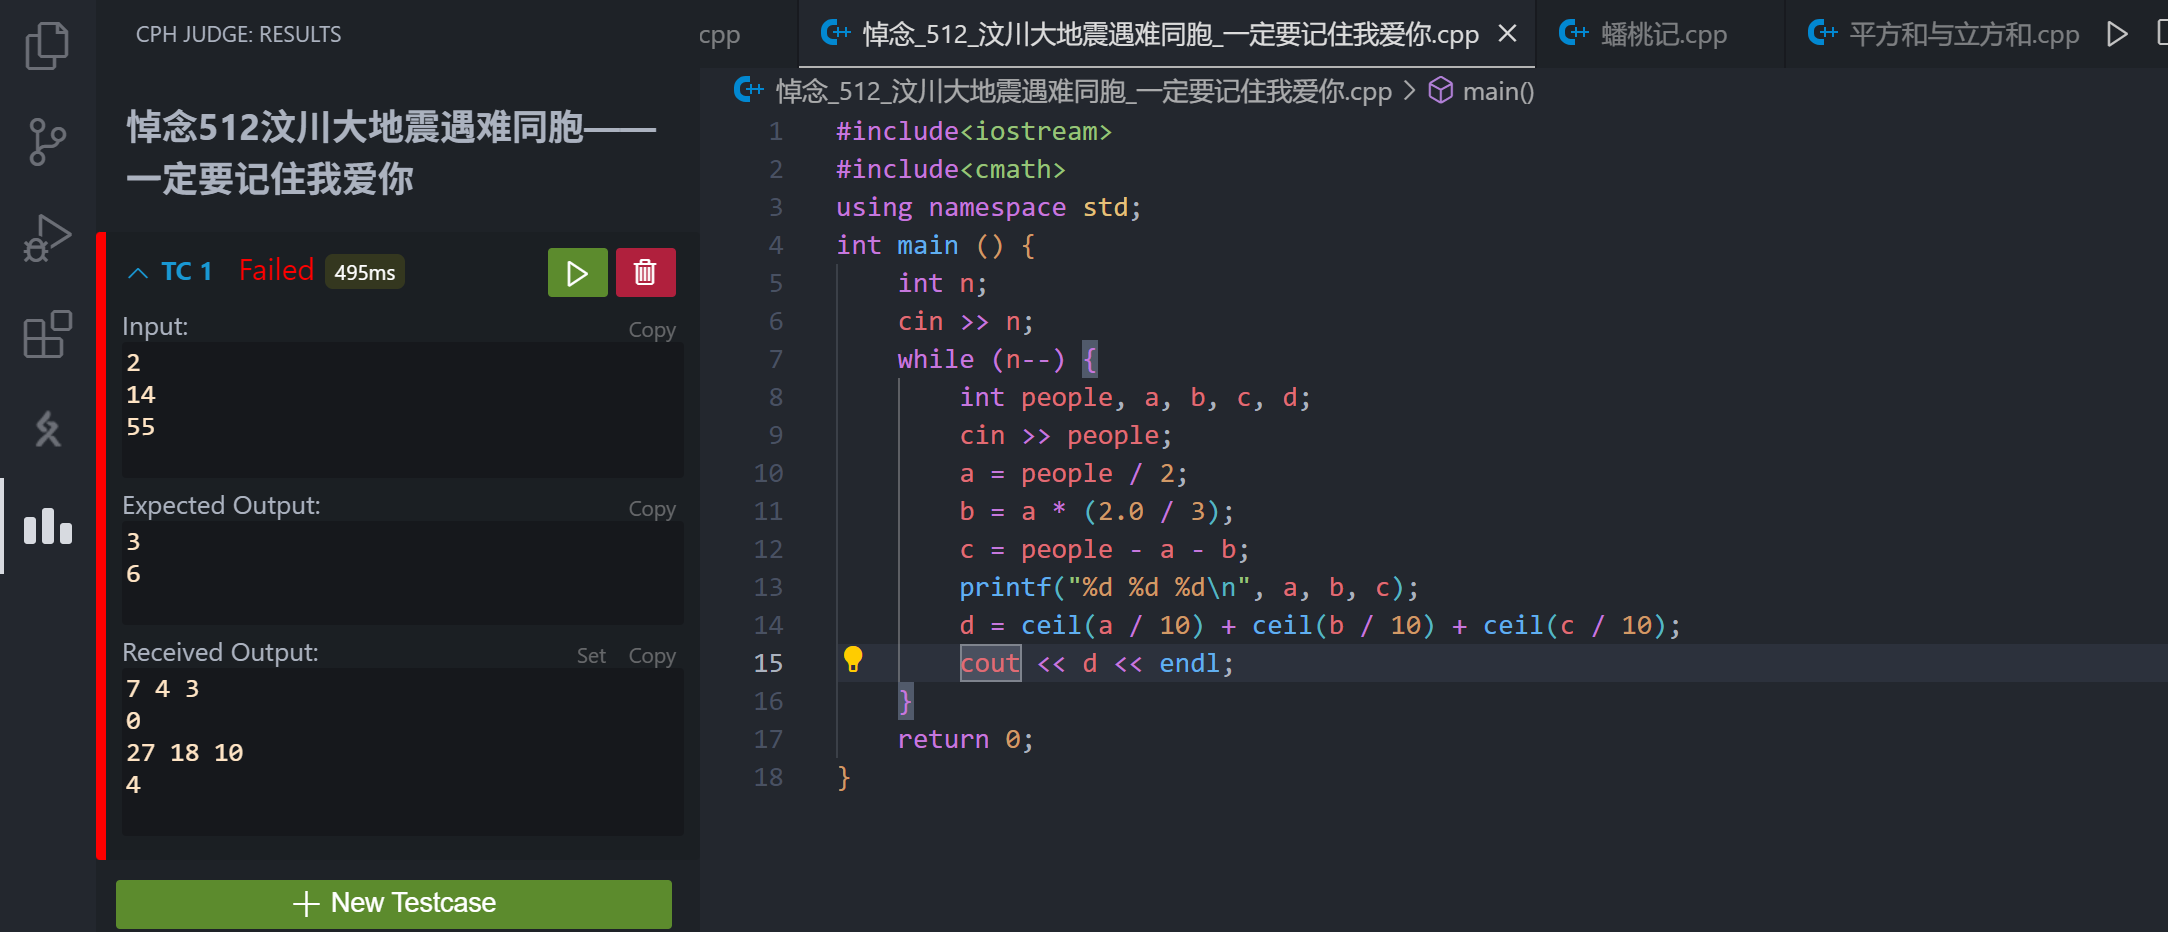 CPH JUDGE: RESULTS
悼念512汶川大地震遇难同胞——
一定要记住我爱你
TC 1 Failed 495ms
Input:
Copy
2
14
55
Expected Output:
Copy
3
6
Received Output:
Set Copy
7 4 3
0
27 18 10
4
New Testcase
cpp
悼念_512_汶川大地震遇难同胞_一定要记住我爱你.cpp
蟠桃记.cpp
平方和与立方和.cpp
悼念_512_汶川大地震遇难同胞_一定要记住我爱你.cpp > main()
1 #include<iostream>
2 #include<cmath>
3 using namespace std;
4 int main () {
5 int n;
6 cin >> n;
7 while (n--) {
8 int people, a, b, c, d;
9 cin >> people;
10 a = people / 2;
11 b = a * (2.0 / 3);
12 c = people - a - b;
13 printf("%d %d %d\n", a, b, c);
14 d = ceil(a / 10) + ceil(b / 10) + ceil(c / 10);
15 cout << d << endl;
16 }
17 return 0;
18 }